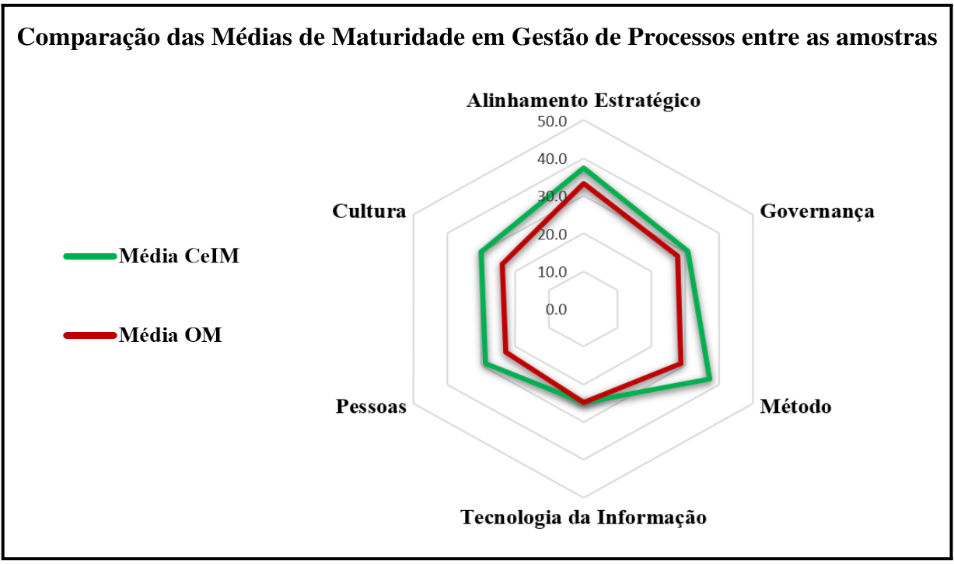 Comparação das Médias de Maturidade em Gestão de Processos entre as amostras
Alinhamento Estratégico
50.0
40.0
30.0
20.0
10.0
0.0
Cultura
Governança
Média CeIM
Média OM
Pessoas
Método
Tecnologia da Informação